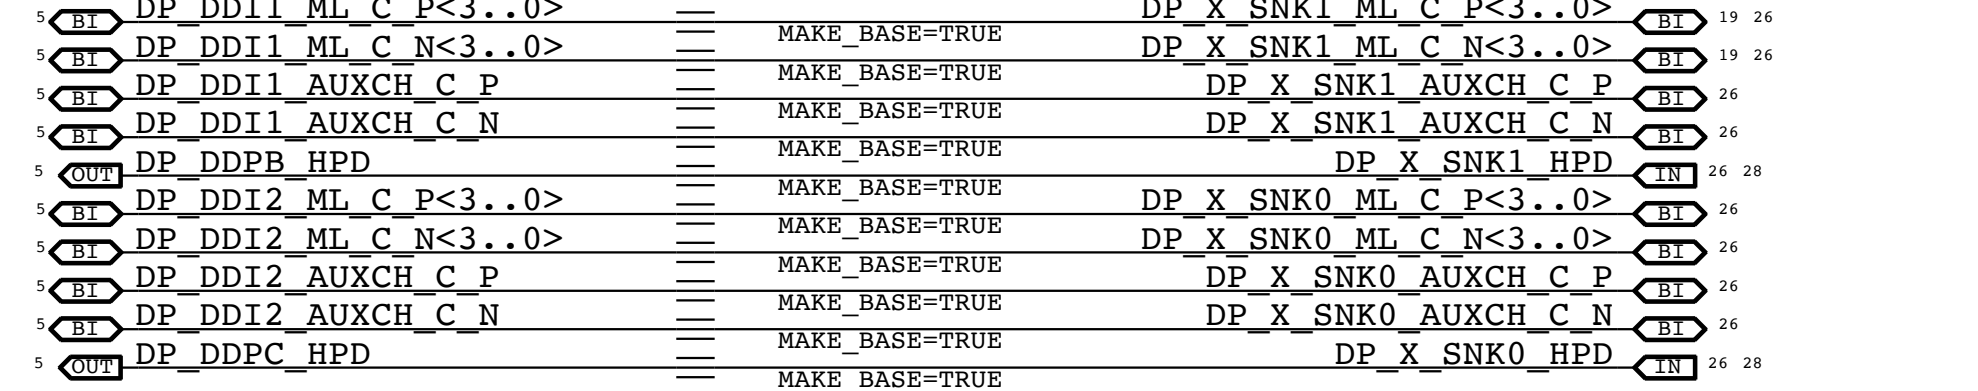 5 BI DP_DDI1_ML_C_P<3..0> DP_X_SNK1_ML_C_P<3..0> BI 19 26
MAKE_BASE=TRUE
5 BI DP_DDI1_ML_C_N<3..0> DP_X_SNK1_ML_C_N<3..0> BI 19 26
MAKE_BASE=TRUE
5 BI DP_DDI1_AUXCH_C_P DP_X_SNK1_AUXCH_C_P BI 26
MAKE_BASE=TRUE
5 BI DP_DDI1_AUXCH_C_N DP_X_SNK1_AUXCH_C_N BI 26
MAKE_BASE=TRUE
5 OUT DP_DDPB_HPD DP_X_SNK1_HPD IN 26 28
MAKE_BASE=TRUE
5 BI DP_DDI2_ML_C_P<3..0> DP_X_SNK0_ML_C_P<3..0> BI 26
MAKE_BASE=TRUE
5 BI DP_DDI2_ML_C_N<3..0> DP_X_SNK0_ML_C_N<3..0> BI 26
MAKE_BASE=TRUE
5 BI DP_DDI2_AUXCH_C_P DP_X_SNK0_AUXCH_C_P BI 26
MAKE_BASE=TRUE
5 BI DP_DDI2_AUXCH_C_N DP_X_SNK0_AUXCH_C_N BI 26
MAKE_BASE=TRUE
5 OUT DP_DDPC_HPD DP_X_SNK0_HPD IN 26 28
MAKE_BASE=TRUE